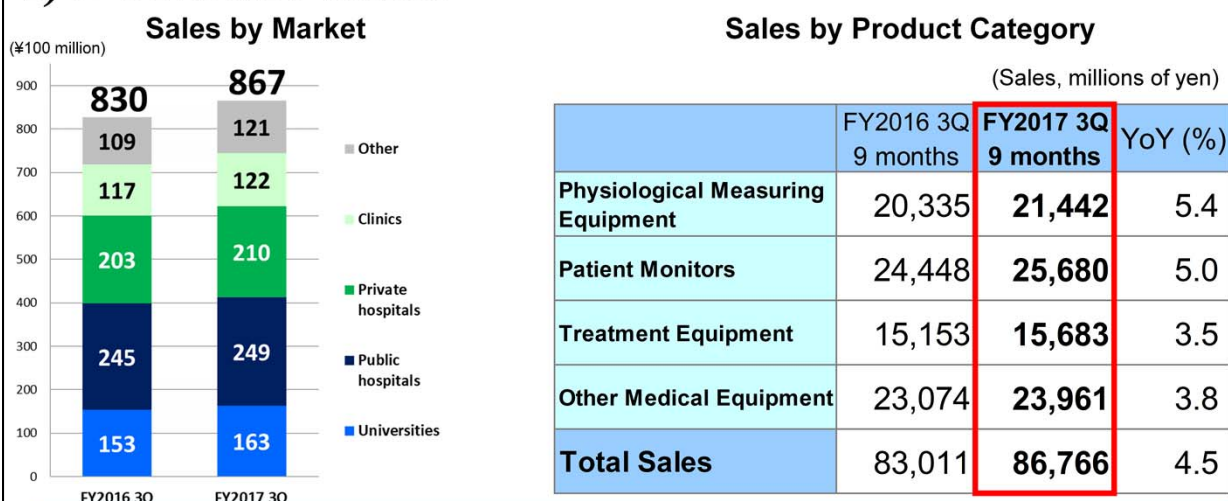 Sales by Market
(¥100 million)
900
800
700
600
500
400
300
200
100
0
830
109
117
203
245
153
FY2016 3Q
867
121
122
210
249
163
FY2017 3Q
Other
Clinics
Private
hospitals
Public
hospitals
Universities
Sales by Product Category
(Sales, millions of yen)
FY2016 3Q FY2017 3Q YoY (%)
9 months 9 months
Physiological Measuring
Equipment 20,335 21,442 5.4
Patient Monitors 24,448 25,680 5.0
Treatment Equipment 15,153 15,683 3.5
Other Medical Equipment 23,074 23,961 3.8
Total Sales 83,011 86,766 4.5